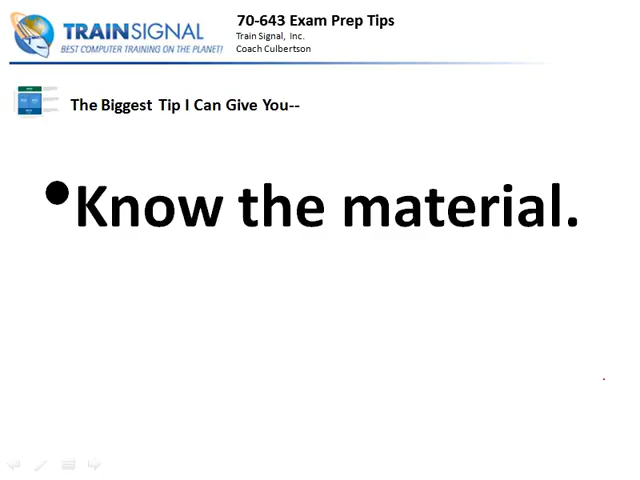 TRAINSIGNAL
BEST COMPUTER TRAINING ON THE PLANET!
70-643 Exam Prep Tips
Train Signal, Inc.
Coach Culbertson
The Biggest Tip I Can Give You--
•Know the material.